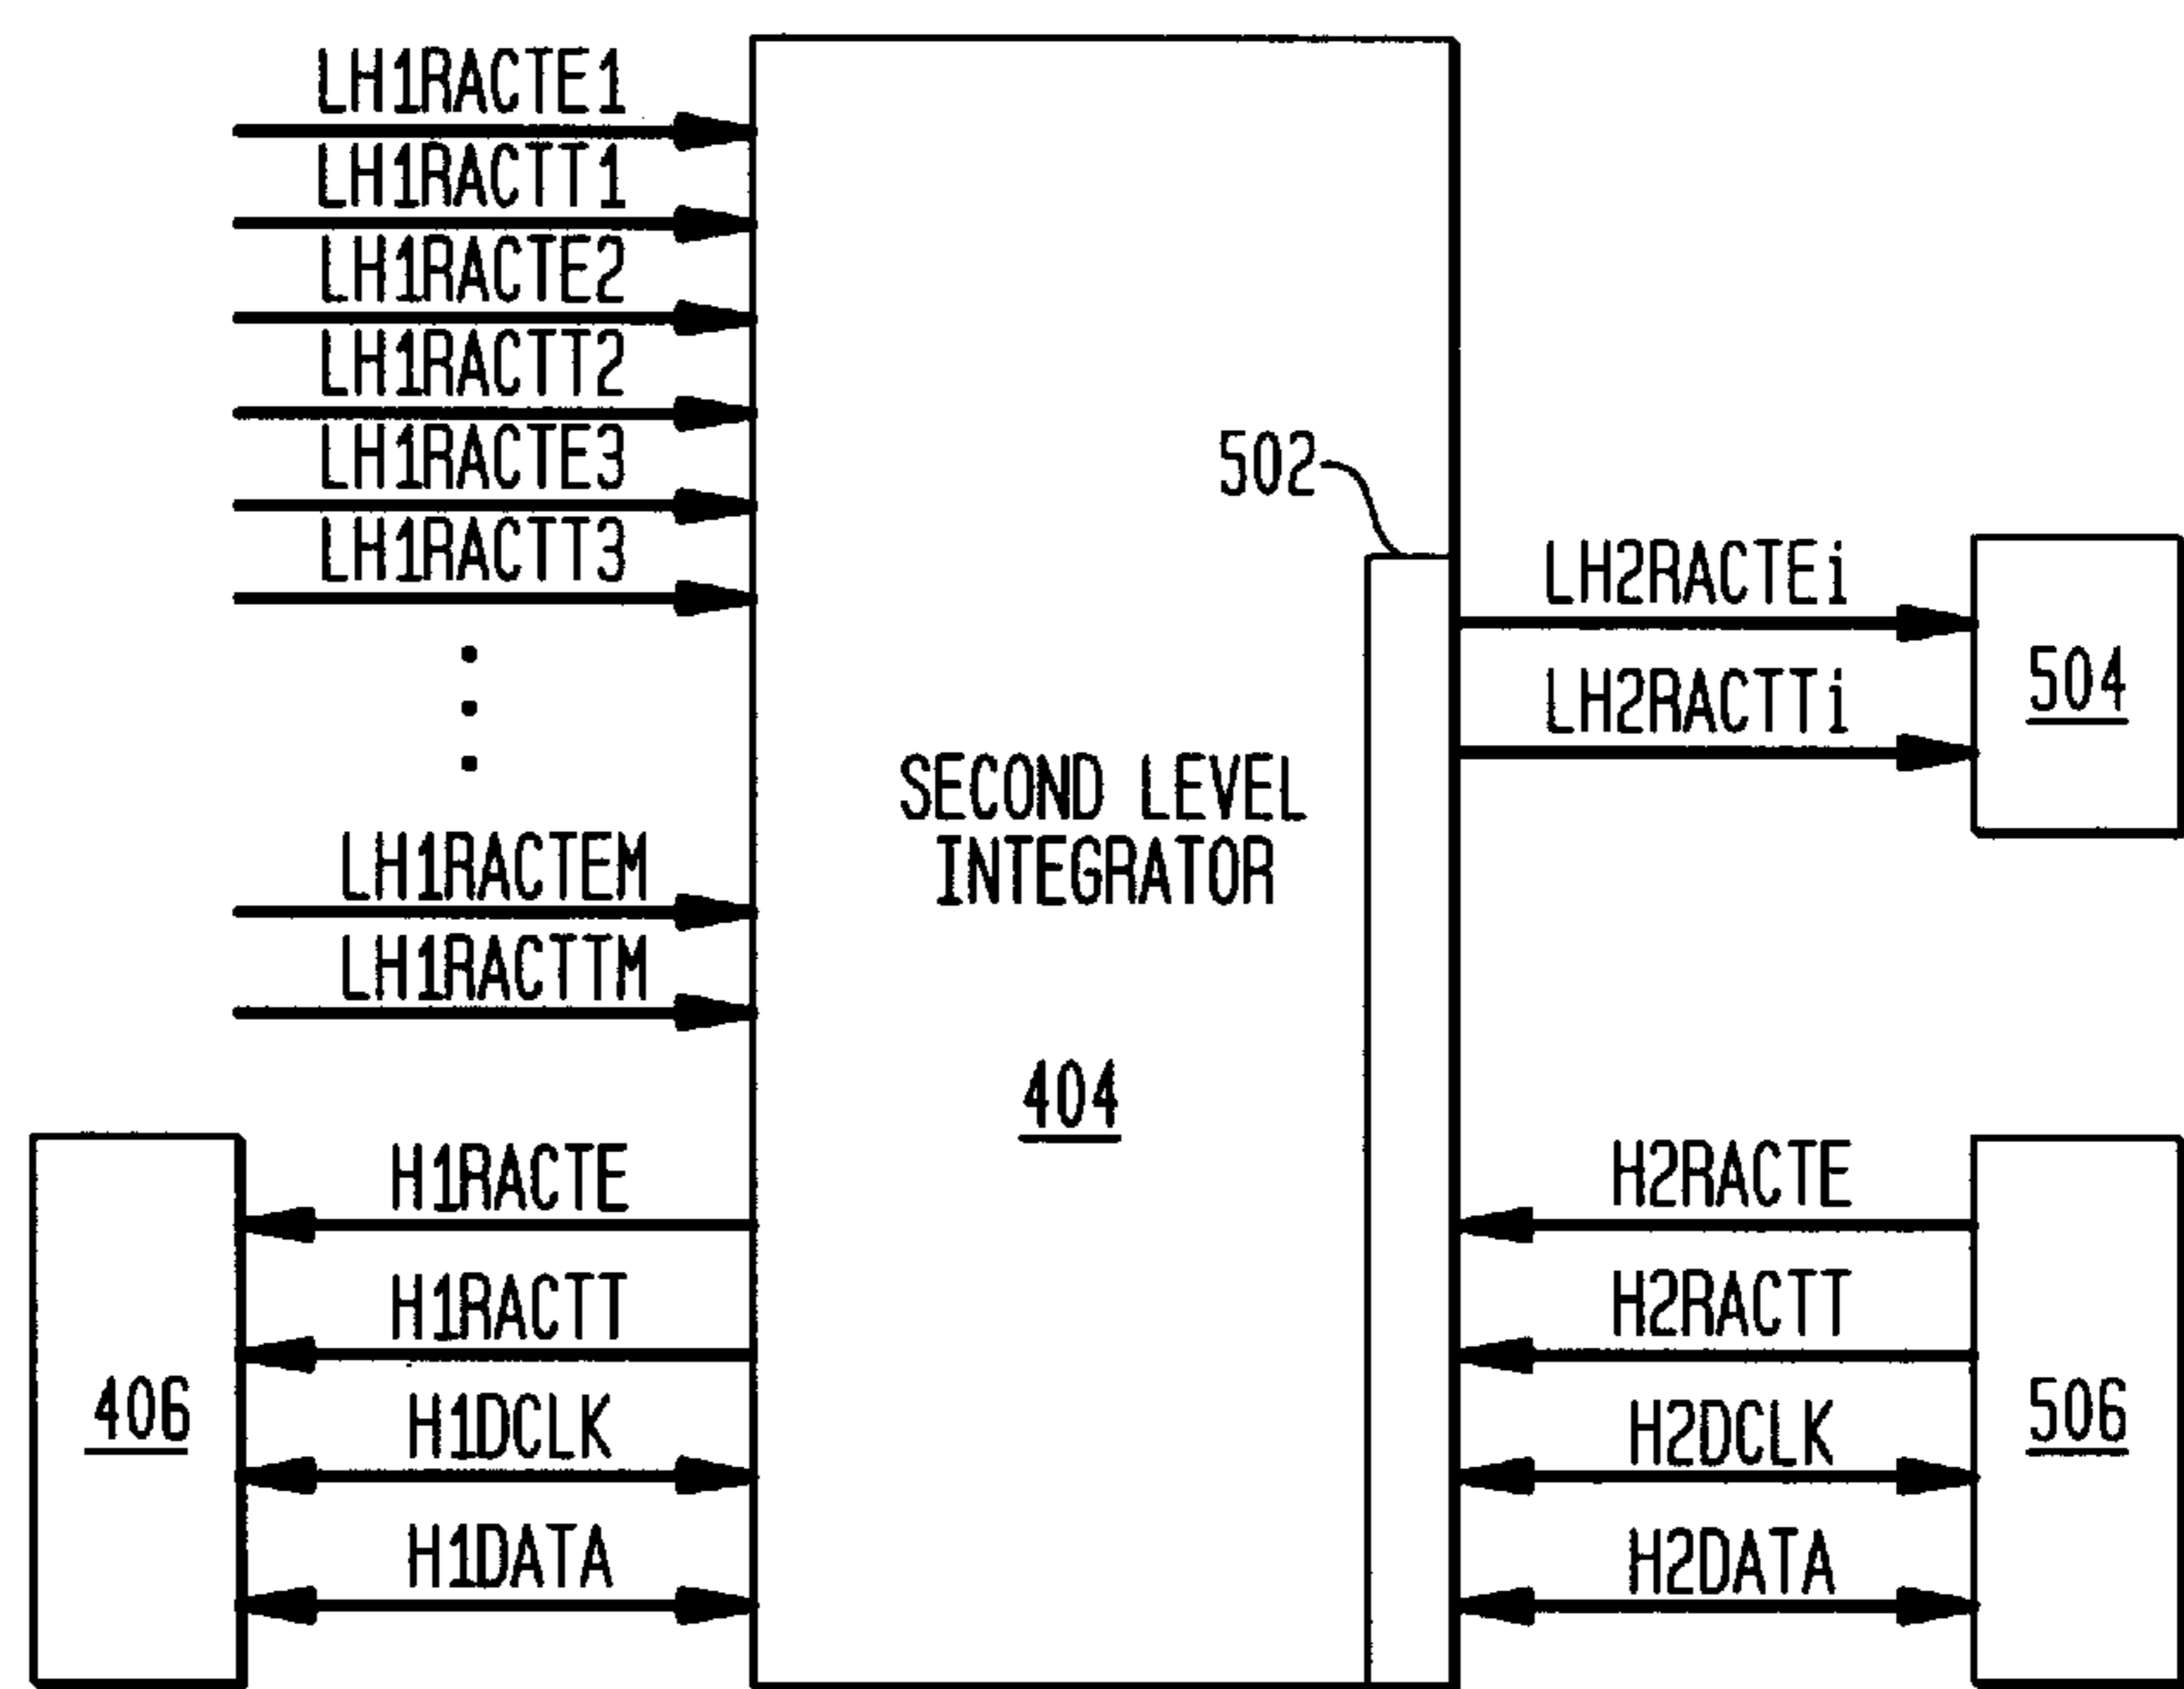 LH1RACTE1
LH1RACTT1
LH1RACTE2
LH1RACTT2
LH1RACTE3
LH1RACTT3
LH1RACTEM
LH1RACTTM
SECOND LEVEL
INTEGRATOR
404
502
LH2RACTEi
LH2RACTTi
504
406
H1RACTE
H1RACTT
H1DCLK
H1DATA
H2RACTE
H2RACTT
H2DCLK
H2DATA
506